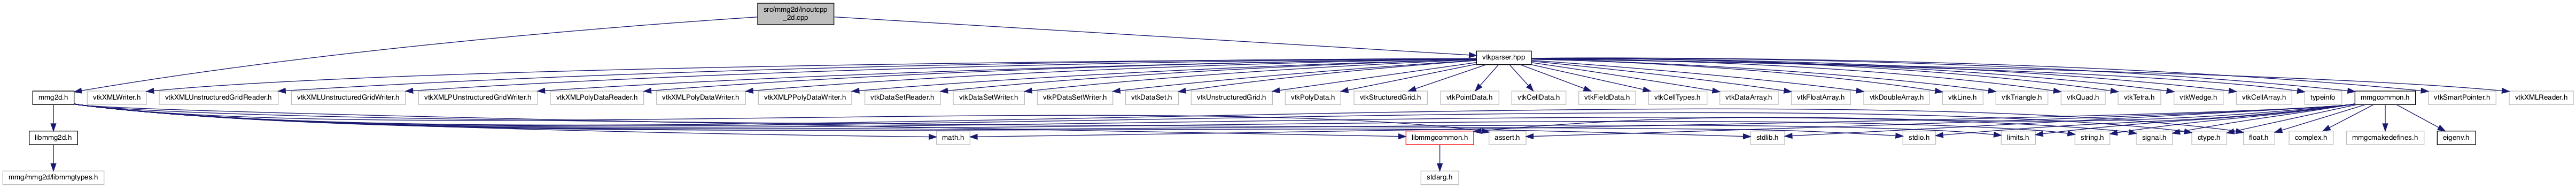 src/mmg2d/inoutcpp
_2d.cpp
vtkparser.hpp
mmg2d.h
vtkXMLWriter.h
vtkXMLUnstructuredGridReader.h
vtkXMLUnstructuredGridWriter.h
vtkXMLPUnstructuredGridWriter.h
vtkXMLPolyDataReader.h
vtkXMLPolyDataWriter.h
vtkXMLPPolyDataWriter.h
vtkDataSetReader.h
vtkDataSetWriter.h
vtkPDataSetWriter.h
vtkDataSet.h
vtkUnstructuredGrid.h
vtkPolyData.h
vtkStructuredGrid.h
vtkPointData.h
vtkCellData.h
vtkFieldData.h
vtkCellTypes.h
vtkDataArray.h
vtkFloatArray.h
vtkDoubleArray.h
vtkLine.h
vtkTriangle.h
vtkQuad.h
vtkTetra.h
vtkWedge.h
vtkCellArray.h
typeinfo
mmgcommon.h
vtkSmartPointer.h
vtkXMLReader.h
libmmg2d.h
math.h
libmmgcommon.h
assert.h
stdlib.h
stdio.h
limits.h
string.h
signal.h
ctype.h
float.h
complex.h
mmgcmakedefines.h
eigenv.h
mmg/mmg2d/libmmgtypes.h
stdarg.h